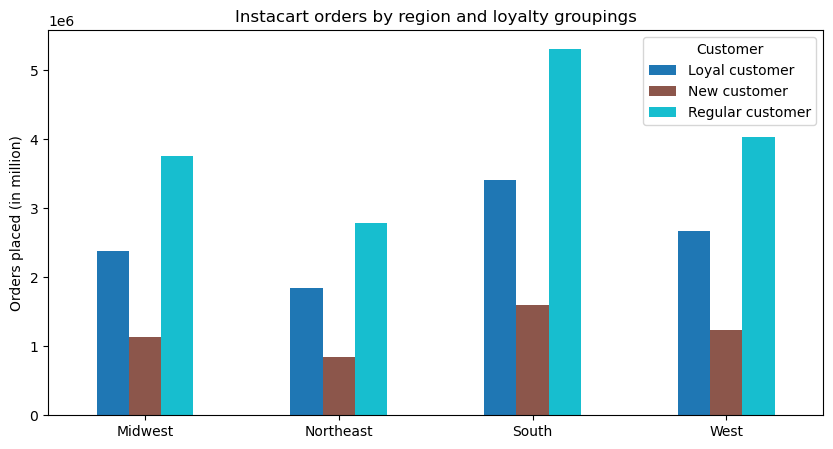 Instacart orders by region and loyalty groupings
1e6
Orders placed (in million)
5
4
3
2
1
0
Customer
Loyal customer
New customer
Regular customer
Midwest
Northeast
South
West